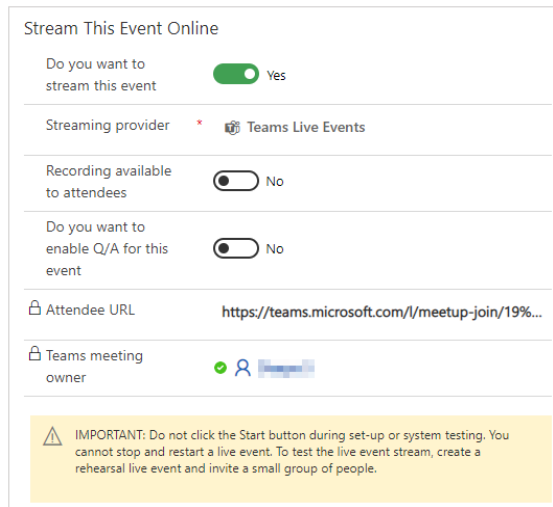 Stream This Event Online
Do you want to
stream this event
Yes
Streaming provider *
Teams Live Events
Recording available
to attendees
No
Do you want to
enable Q/A for this
event
No
Attendee URL
https://teams.microsoft.com/l/meetup-join/19%...
Teams meeting
owner
IMPORTANT: Do not click the Start button during set-up or system testing. You
cannot stop and restart a live event. To test the live event stream, create a
rehearsal live event and invite a small group of people.